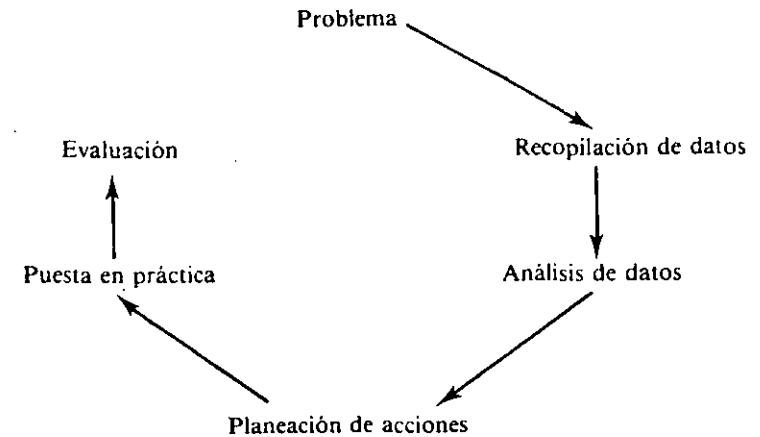 Problema
Recopilación de datos
Análisis de datos
Planeación de acciones
Puesta en práctica
Evaluación